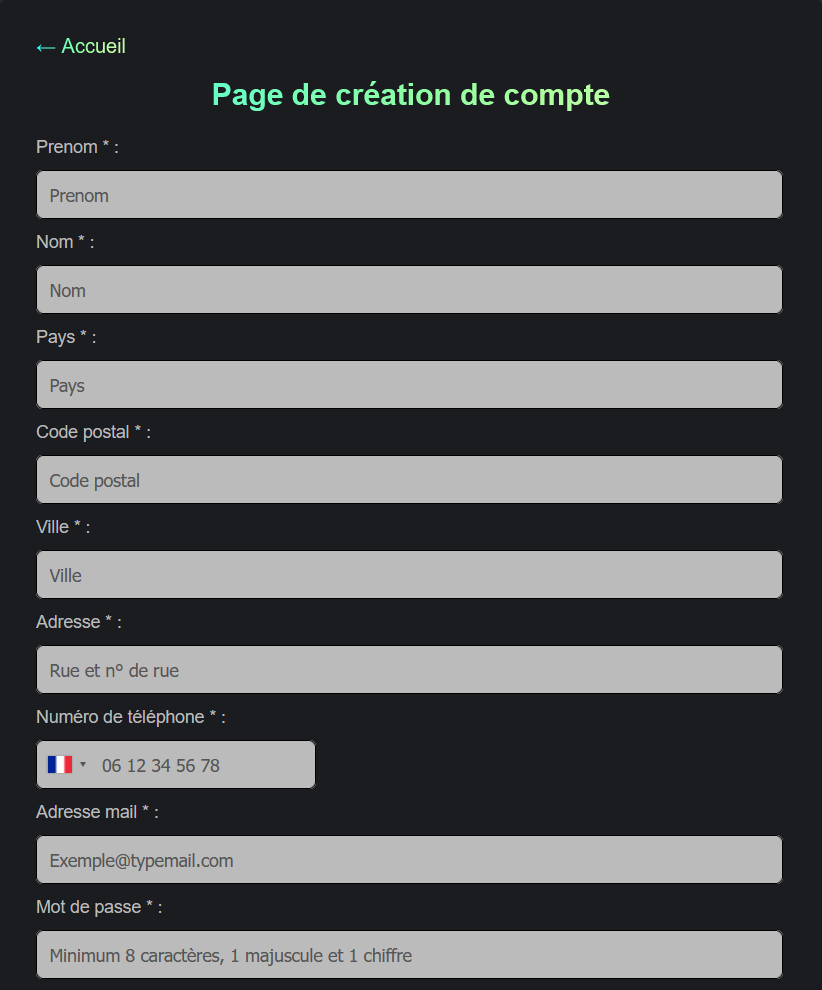 ← Accueil
Page de création de compte
Prenom * :
Prenom
Nom * :
Nom
Pays * :
Pays
Code postal * :
Code postal
Ville * :
Ville
Adresse * :
Rue et n° de rue
Numéro de téléphone * :
06 12 34 56 78
Adresse mail * :
Exemple@typemail.com
Mot de passe * :
Minimum 8 caractères, 1 majuscule et 1 chiffre